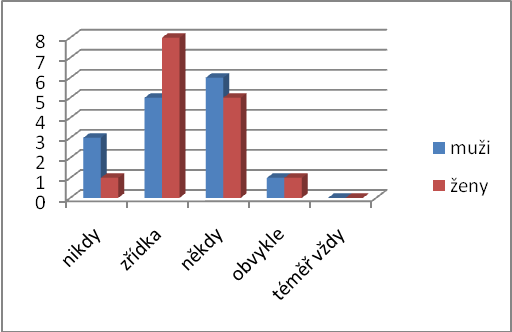 8
7
6
5
4
3
2
1
0
nikdy
zřídka
někdy
obvykle
téměř vždy
muži
ženy